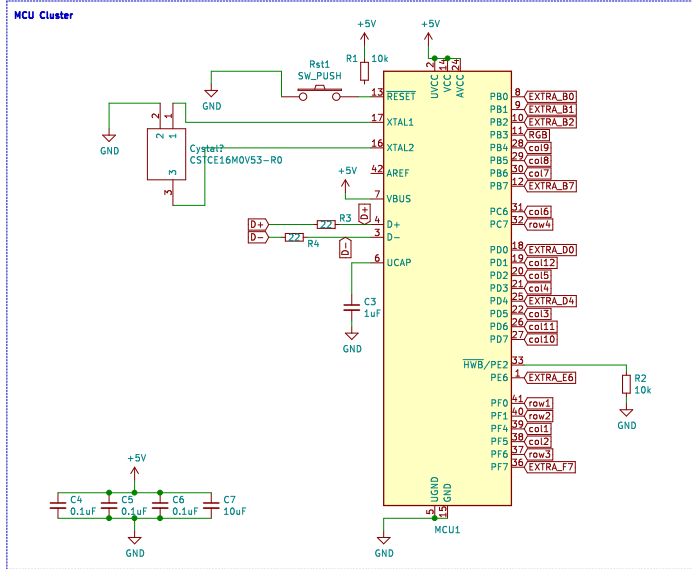 MCU Cluster
+5V
+5V
R1 10k
Rst1
SW_PUSH
GND
2 14 24
UVCC VCC AVCC
13 RESET
PB0 8 EXTRA_B0
PB1 9 EXTRA_B1
17 XTAL1
PB2 10 EXTRA_B2
PB3 11 RGB
GND
2 1
2 1
3
3
Cystal?
CSTCE16M0V53-R0
16 XTAL2
PB4 28 col9
PB5 29 col8
42 AREF
PB6 30 col7
+5V
PB7 12 EXTRA_B7
7 VBUS
PC6 31 col6
D+ 22 R3 D+ 4 D+
PC7 32 row4
D- 22 R4 D- 3 D-
PD0 18 EXTRA_D0
6 UCAP
PD1 19 col12
PD2 20 col5
PD3 21 col4
PD4 25 EXTRA_D4
C3
1uF
PD5 22 col3
PD6 26 col11
PD7 27 col10
GND
HWB/PE2 33
PE6 1 EXTRA_E6
R2
10k
GND
PF0 41 row1
PF1 40 row2
PF4 39 col1
PF5 38 col2
PF6 37 row3
PF7 36 EXTRA_F7
+5V
C4
0.1uF
C5
0.1uF
C6
0.1uF
C7
10uF
GND
UGND GND
5 15
MCU1
GND